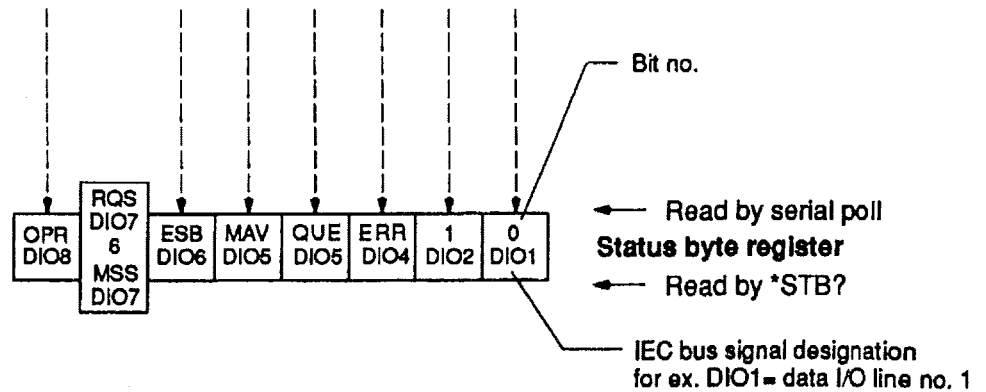 Bit no.
RQS
DIO7
6
MSS
DIO7
OPR
DIO8
ESB
DIO6
MAV
DIO5
QUE
DIO5
ERR
DIO4
1
DIO2
0
DIO1
Read by serial poll
Status byte register
Read by *STB?
IEC bus signal designation
for ex. DIO1= data I/O line no. 1